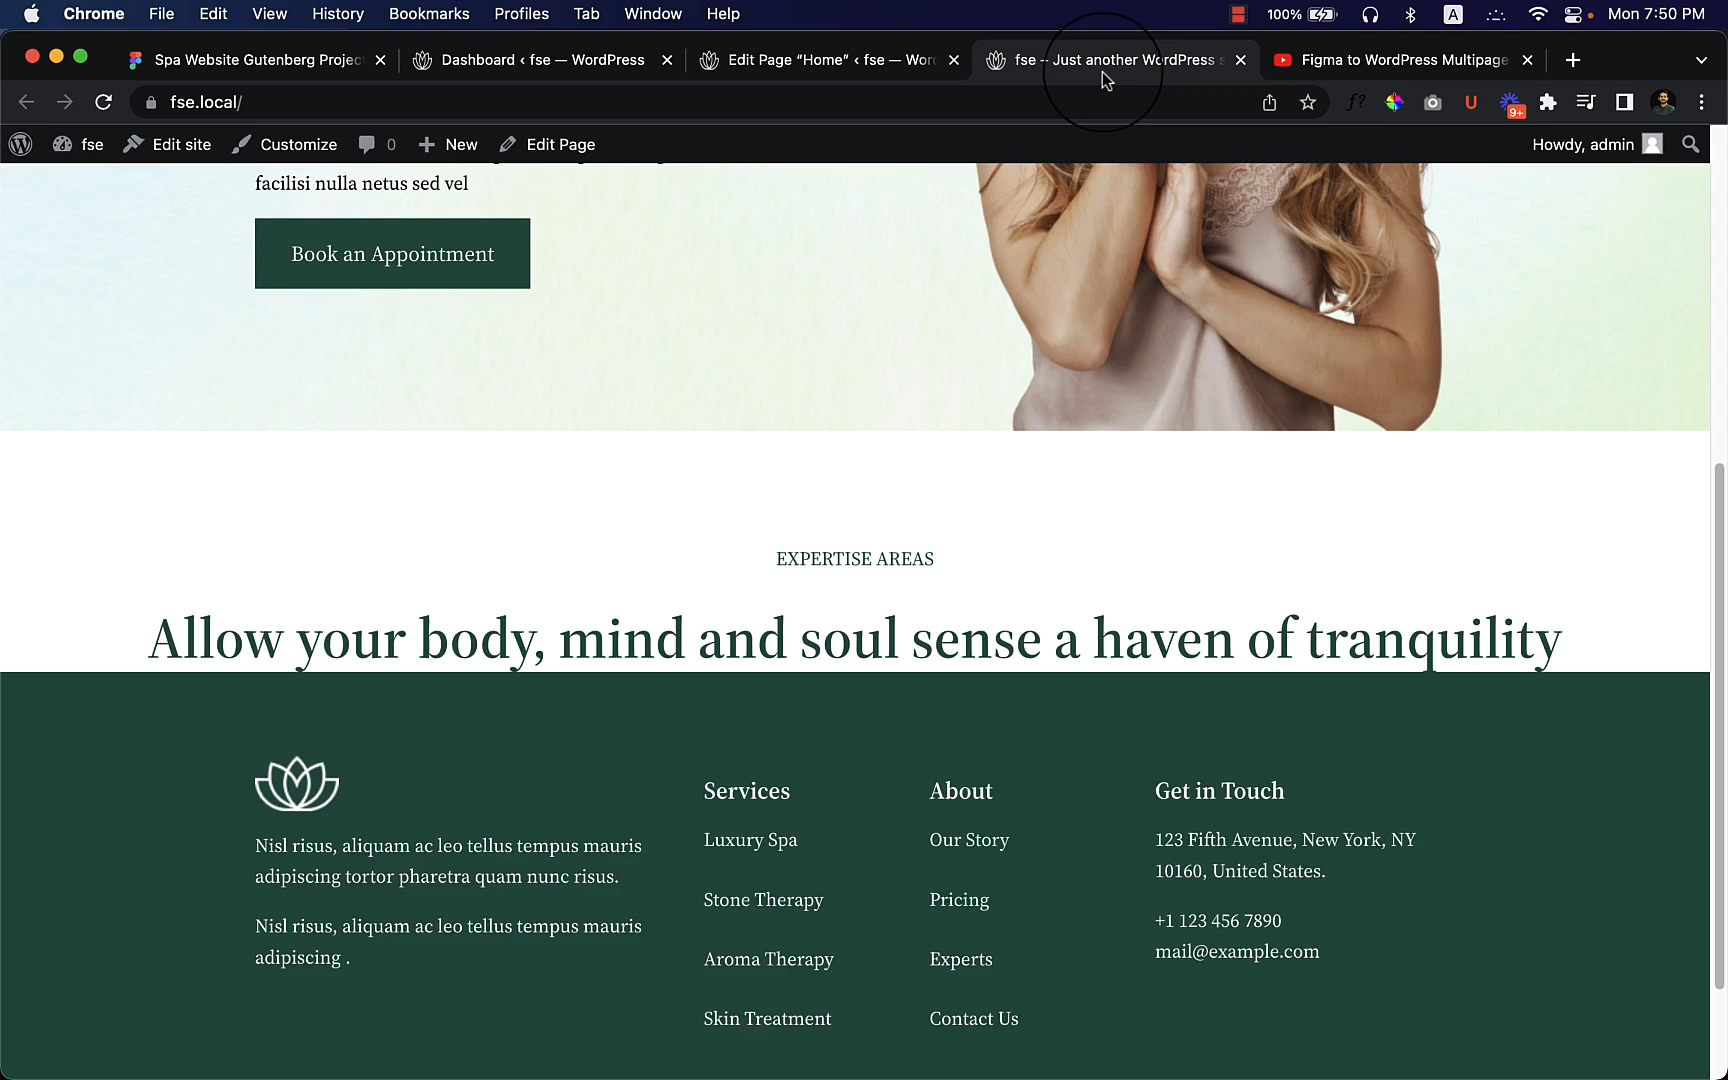 Chrome File Edit View History Bookmarks Profiles Tab Window Help 100% A Mon 7:50 PM
Spa Website Gutenberg Projec Dashboard ‹ fse — WordPress Edit Page “Home” ‹ fse — Wor fse – Just another WordPress s Figma to WordPress Multipage
fse.local/ f? U 9+
fse Edit site Customize 0 New Edit Page Howdy, admin
facilisi nulla netus sed vel
Book an Appointment
EXPERTISE AREAS
Allow your body, mind and soul sense a haven of tranquility
Nisl risus, aliquam ac leo tellus tempus mauris
adipiscing tortor pharetra quam nunc risus.
Nisl risus, aliquam ac leo tellus tempus mauris
adipiscing .
Services
Luxury Spa
Stone Therapy
Aroma Therapy
Skin Treatment
About
Our Story
Pricing
Experts
Contact Us
Get in Touch
123 Fifth Avenue, New York, NY
10160, United States.
+1 123 456 7890
mail@example.com